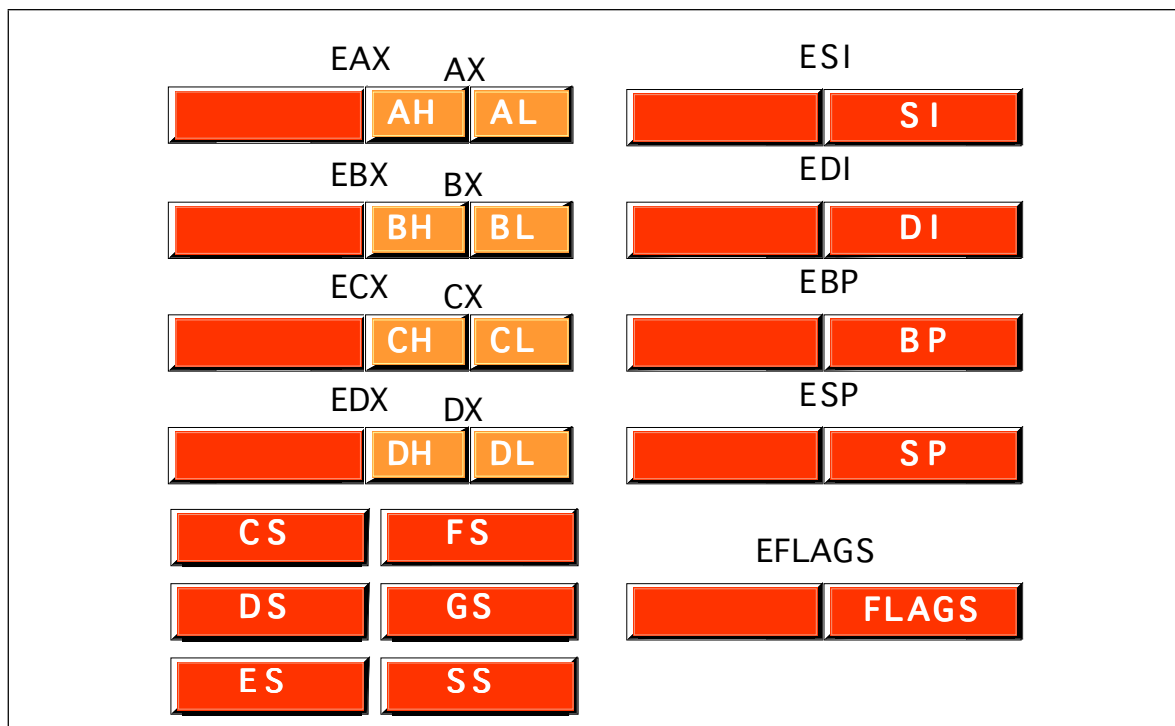 EAX AX
AH AL
EBX BX
BH BL
ECX CX
CH CL
EDX DX
DH DL
CS FS
DS GS
ES SS
ESI
SI
EDI
DI
EBP
BP
ESP
SP
EFLAGS
FLAGS